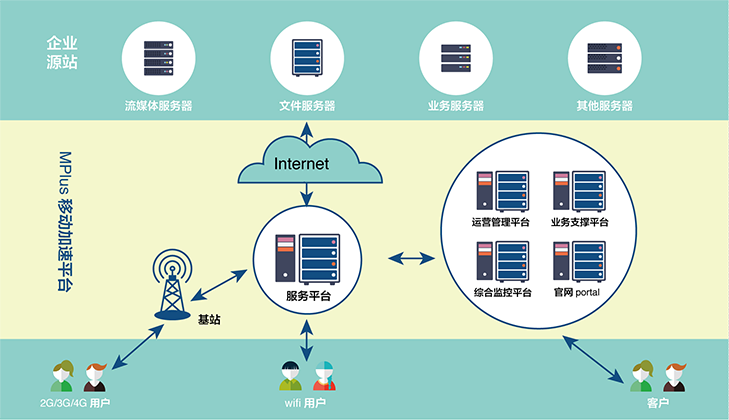 企业
源站
流媒体服务器
文件服务器
业务服务器
其他服务器
MPlus 移动加速平台
Internet
运营管理平台
业务支撑平台
综合监控平台
官网 portal
服务平台
基站
2G/3G/4G 用户
wifi 用户
客户